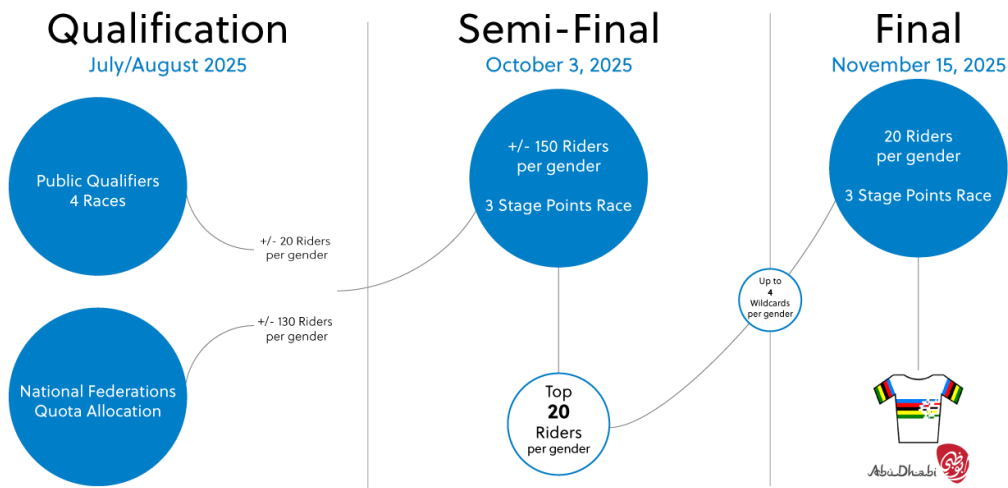 Qualification
July/August 2025
Public Qualifiers
4 Races
+/- 20 Riders
per gender
+/- 130 Riders
per gender
National Federations
Quota Allocation
Semi-Final
October 3, 2025
+/- 150 Riders
per gender
3 Stage Points Race
Top
20
Riders
per gender
Up to
4
Wildcards
per gender
Final
November 15, 2025
20 Riders
per gender
3 Stage Points Race
Abu Dhabi
أبوظبي